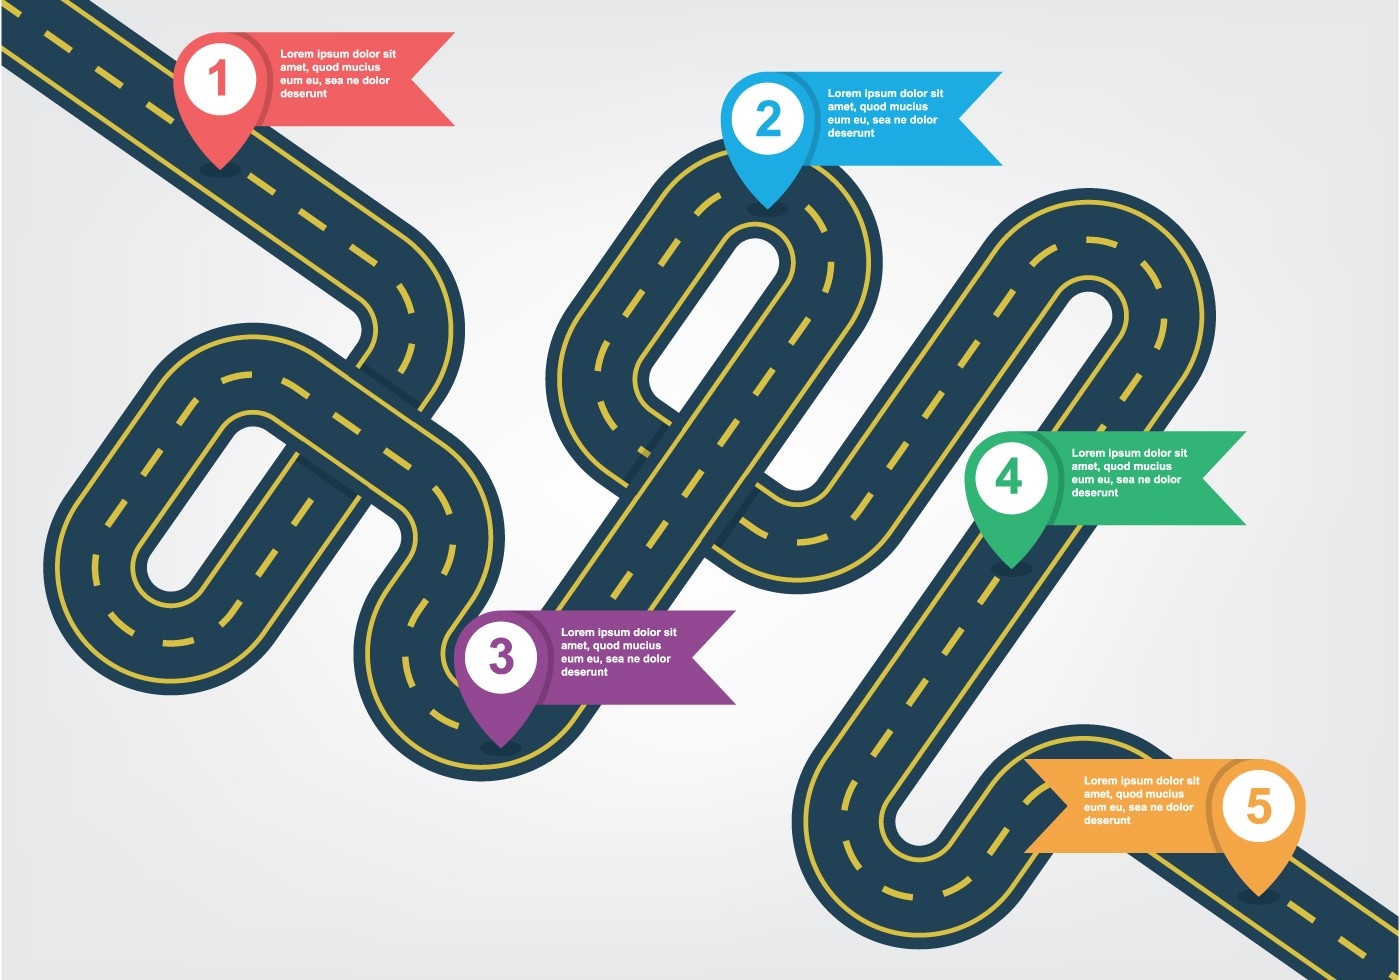 1
Lorem ipsum dolor sit
amet, quod mucius
eum eu, sea ne dolor
deserunt
2
Lorem ipsum dolor sit
amet, quod mucius
eum eu, sea ne dolor
deserunt
3
Lorem ipsum dolor sit
amet, quod mucius
eum eu, sea ne dolor
deserunt
4
Lorem ipsum dolor sit
amet, quod mucius
eum eu, sea ne dolor
deserunt
Lorem ipsum dolor sit
amet, quod mucius
eum eu, sea ne dolor
deserunt
5